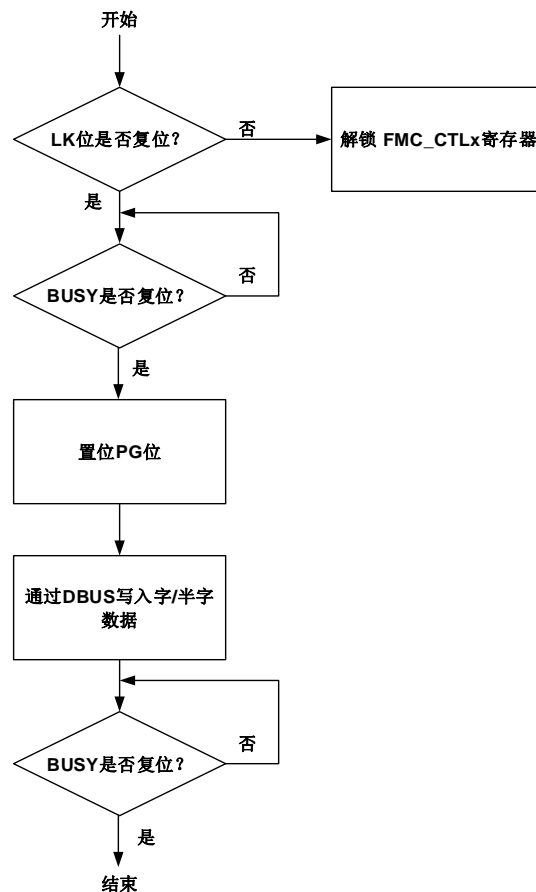 开始
LK位是否复位？
否
解锁 FMC_CTLx寄存器
是
BUSY是否复位？
否
是
置位PG位
通过DBUS写入字/半字
数据
BUSY是否复位？
否
是
结束